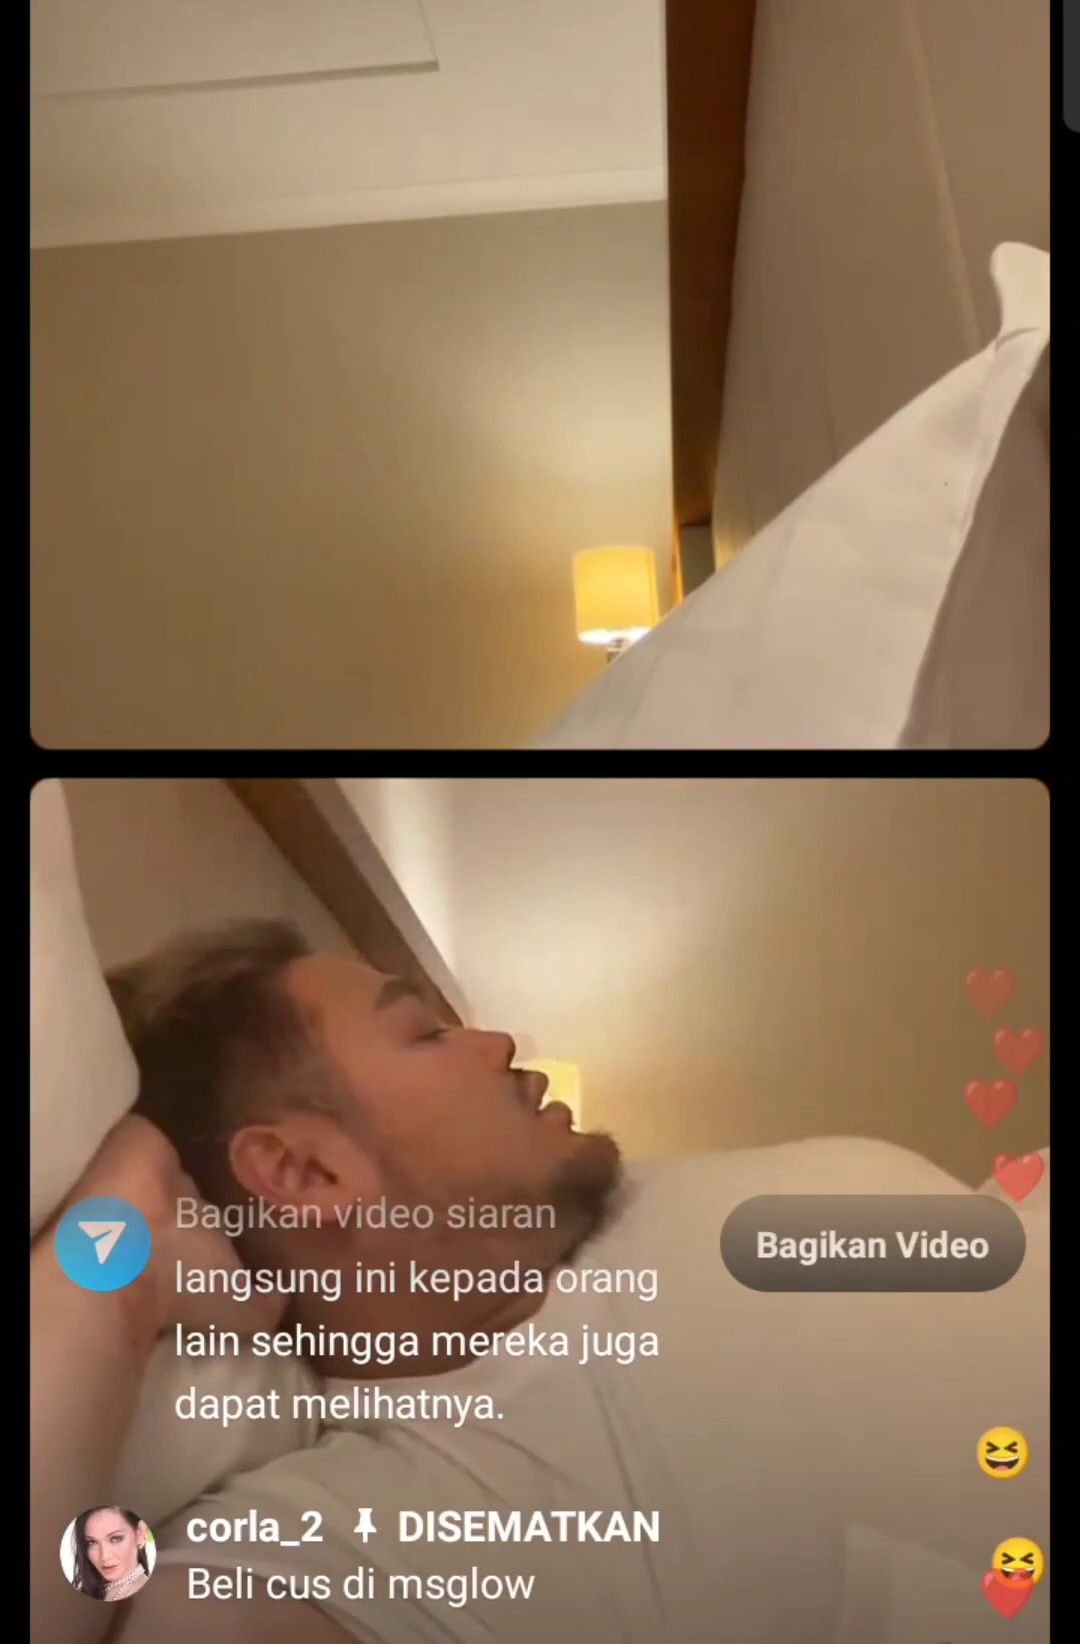 Bagikan video siaran
langsung ini kepada orang
lain sehingga mereka juga
dapat melihatnya.
Bagikan Video
corla_2 DISEMATKAN
Beli cus di msglow